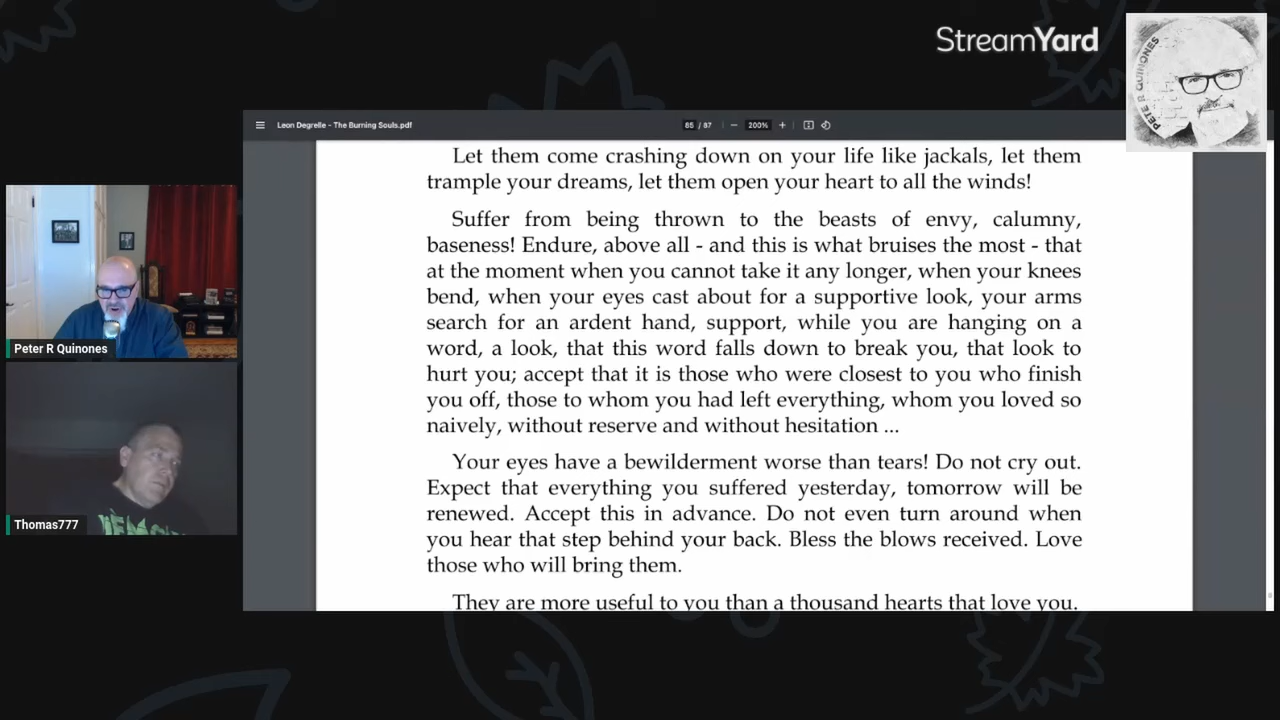 StreamYard
PETE R QUINONES
Leon Degrelle - The Burning Souls.pdf
85 / 87
200%
Let them come crashing down on your life like jackals, let them
trample your dreams, let them open your heart to all the winds!
Suffer from being thrown to the beasts of envy, calumny,
baseness! Endure, above all - and this is what bruises the most - that
at the moment when you cannot take it any longer, when your knees
bend, when your eyes cast about for a supportive look, your arms
search for an ardent hand, support, while you are hanging on a
word, a look, that this word falls down to break you, that look to
hurt you; accept that it is those who were closest to you who finish
you off, those to whom you had left everything, whom you loved so
naively, without reserve and without hesitation ...
Your eyes have a bewilderment worse than tears! Do not cry out.
Expect that everything you suffered yesterday, tomorrow will be
renewed. Accept this in advance. Do not even turn around when
you hear that step behind your back. Bless the blows received. Love
those who will bring them.
They are more useful to you than a thousand hearts that love you.
Peter R Quinones
Thomas777